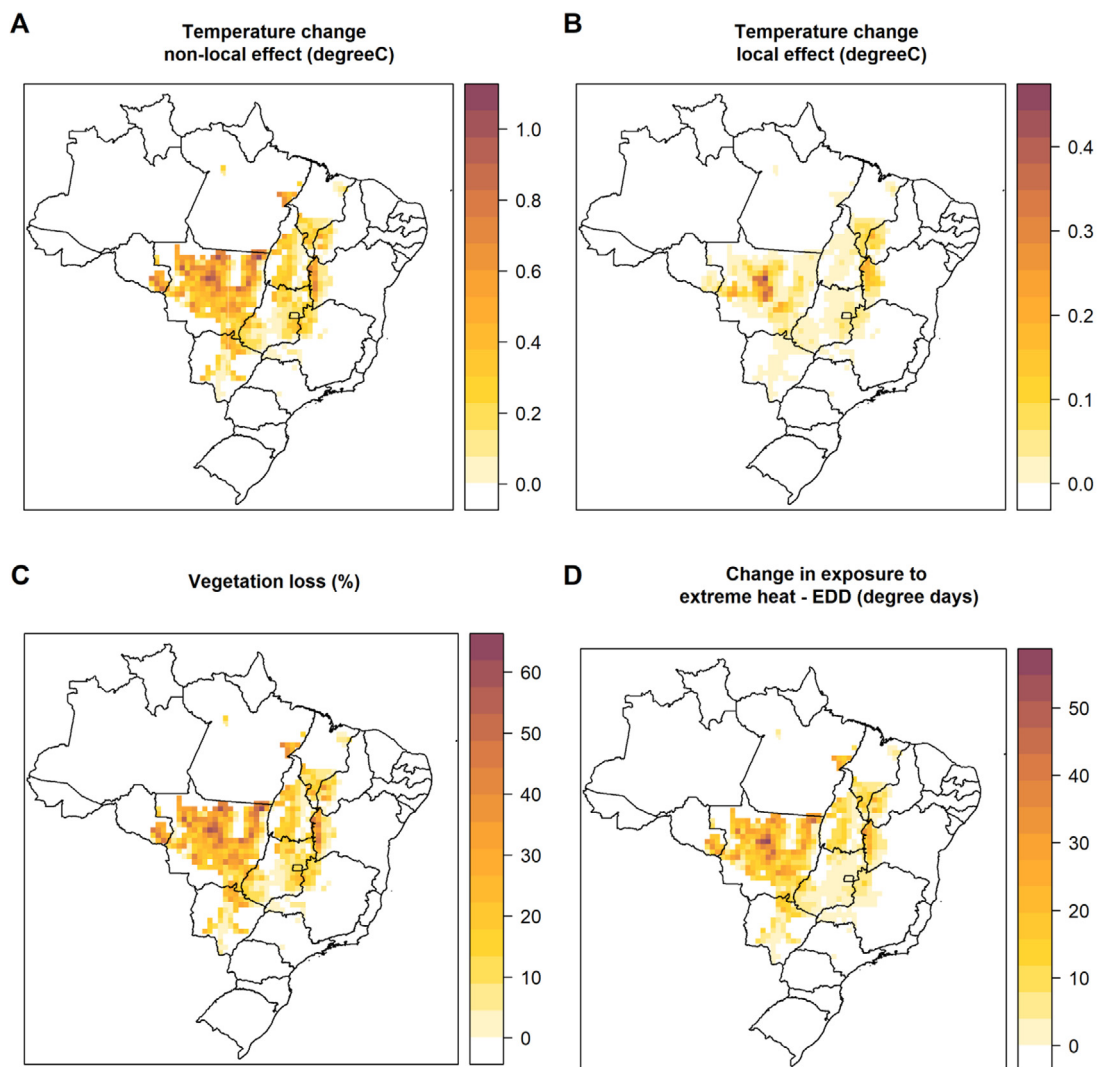 A
Temperature change
non-local effect (degreeC)
1.0
0.8
0.6
0.4
0.2
0.0
B
Temperature change
local effect (degreeC)
0.4
0.3
0.2
0.1
0.0
C
Vegetation loss (%)
60
50
40
30
20
10
0
D
Change in exposure to
extreme heat - EDD (degree days)
50
40
30
20
10
0